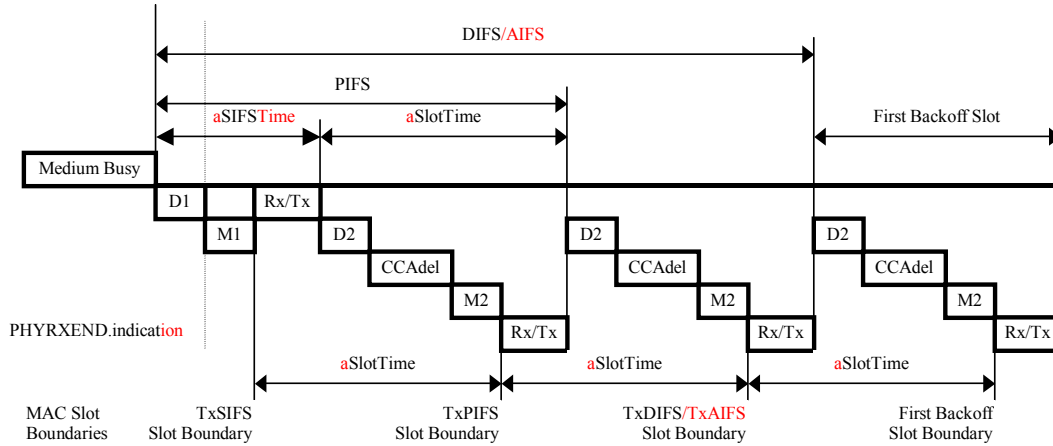 DIFS/AIFS
PIFS
aSIFSTime
aSlotTime
First Backoff Slot
Medium Busy
D1
Rx/Tx
M1
D2
D2
D2
CCAdel
CCAdel
CCAdel
M2
M2
M2
PHYRXEND.indication
Rx/Tx
Rx/Tx
Rx/Tx
aSlotTime
aSlotTime
aSlotTime
MAC Slot
Boundaries
TxSIFS
Slot Boundary
TxPIFS
Slot Boundary
TxDIFS/TxAIFS
Slot Boundary
First Backoff
Slot Boundary